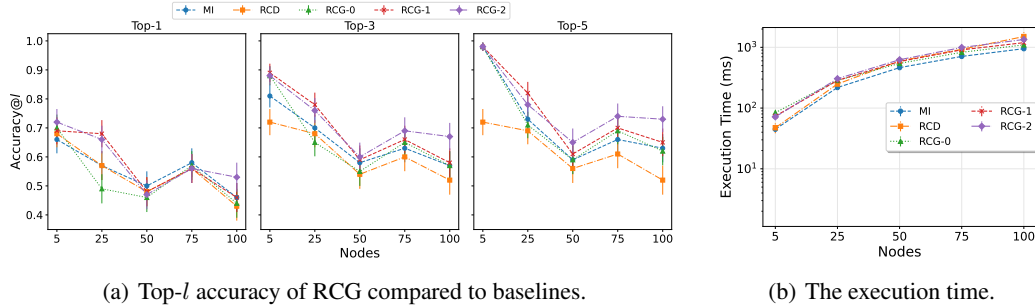 MI RCD RCG-0 RCG-1 RCG-2
Top-1 Top-3 Top-5
Accuracy@l
1.0
0.9
0.8
0.7
0.6
0.5
0.4
5 25 50 75 100 5 25 50 75 100 5 25 50 75 100
Nodes
(a) Top-l accuracy of RCG compared to baselines.
Execution Time (ms)
10³
10²
10¹
MI RCG-1
RCD RCG-2
RCG-0
5 25 50 75 100
Nodes
(b) The execution time.